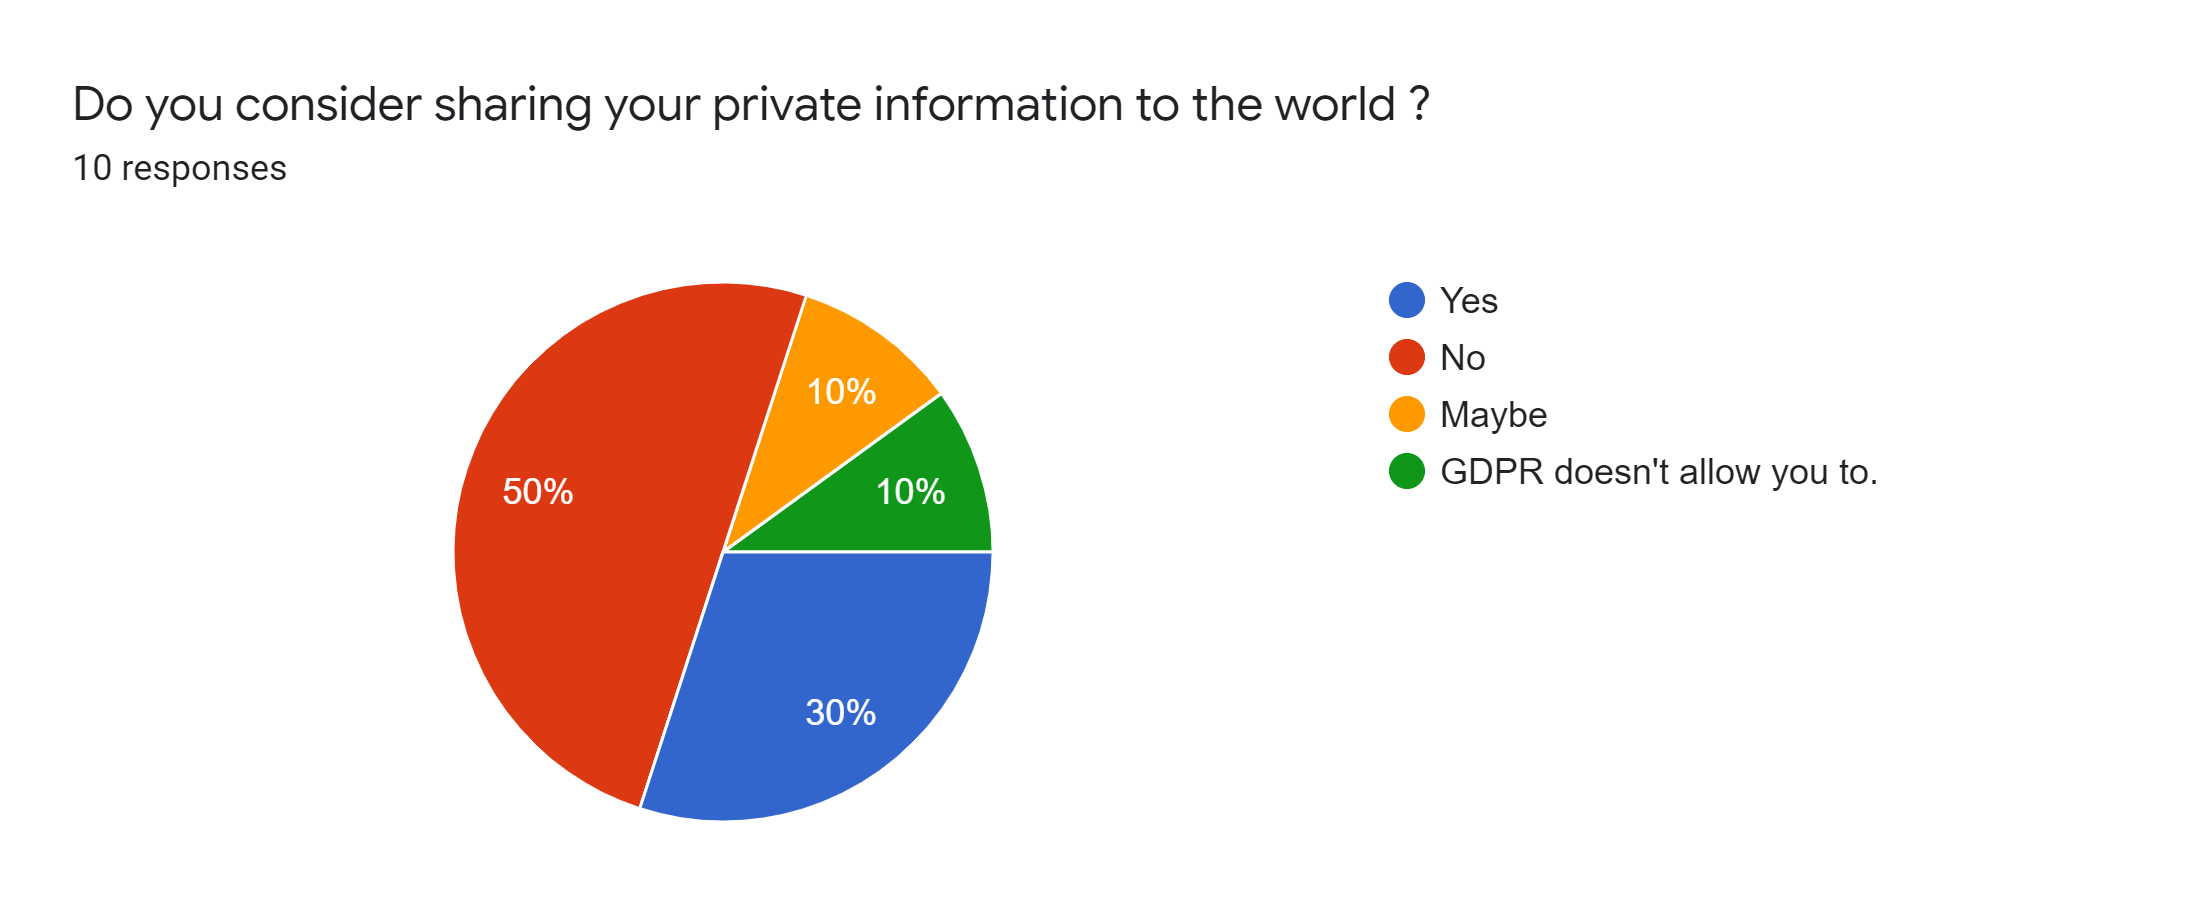 Do you consider sharing your private information to the world ?
10 responses
10%
50%
10%
30%
Yes
No
Maybe
GDPR doesn't allow you to.